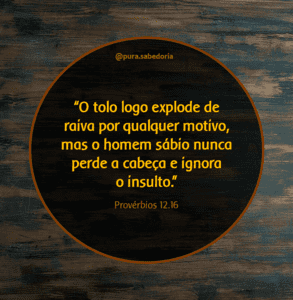 @pura.sabedoria
“O tolo logo explode de
raiva por qualquer motivo,
mas o homem sábio nunca
perde a cabeça e ignora
o insulto.”
Provérbios 12.16